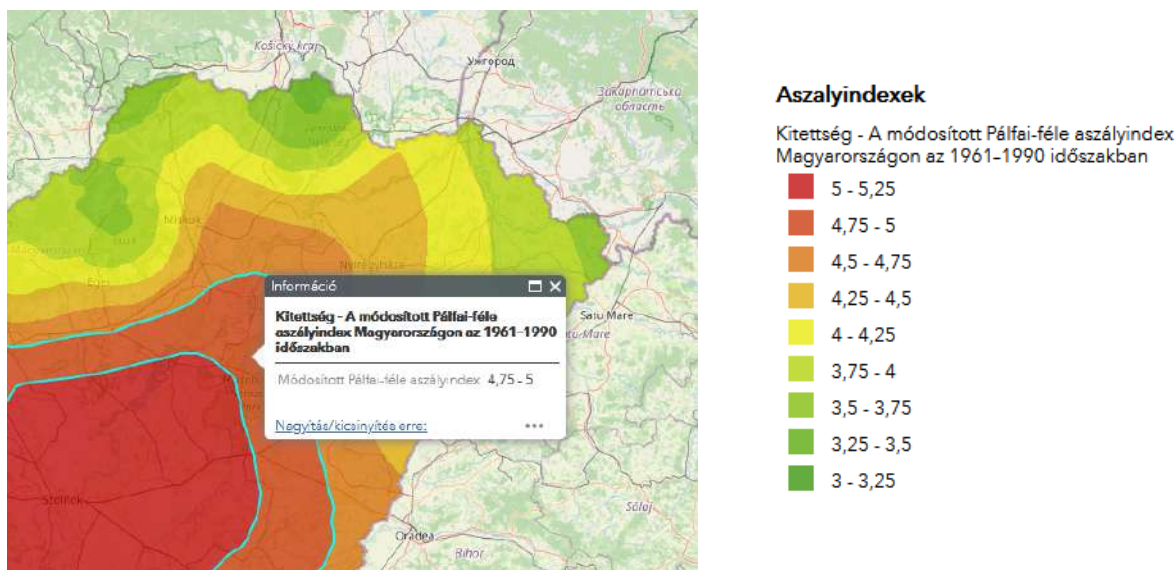 Košický kraj
Ужгород
Закарпатська
область
Miskolc
Nyíregyháza
Információ
Kitettség - A módosított Pálfai-féle
aszályindex Magyarországon az 1961-1990
időszakban
Módosított Pálfai-féle aszályindex 4,75 - 5
Nagyítás/kicsinyítés erre:
Satu Mare
Szolnok
Oradea
Bihor
Sălaj
Aszalyindexek
Kitettség - A módosított Pálfai-féle aszályindex
Magyarországon az 1961–1990 időszakban
5 - 5,25
4,75 - 5
4,5 - 4,75
4,25 - 4,5
4 - 4,25
3,75 - 4
3,5 - 3,75
3,25 - 3,5
3 - 3,25